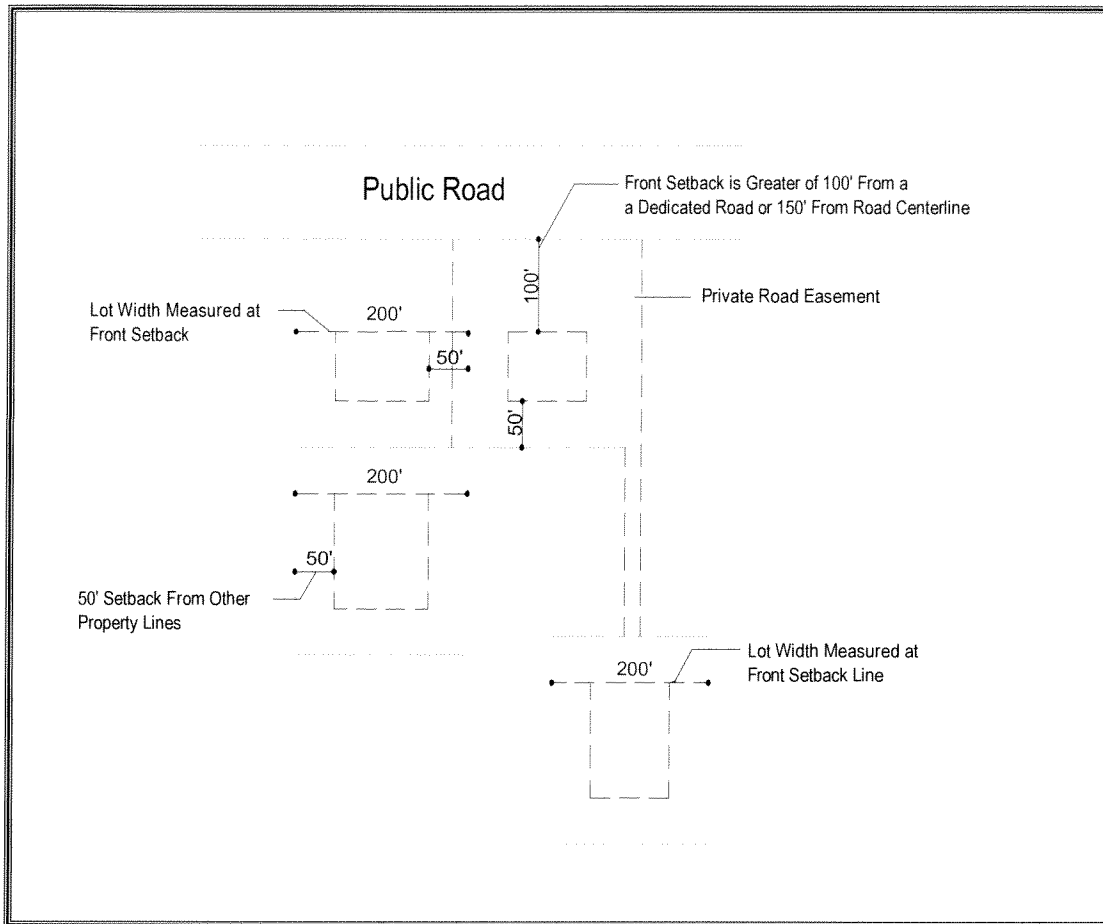 Public Road
Front Setback is Greater of 100' From a
a Dedicated Road or 150' From Road Centerline
100'
Private Road Easement
Lot Width Measured at
Front Setback
200'
50'
50'
200'
50'
50' Setback From Other
Property Lines
Lot Width Measured at
Front Setback Line
200'